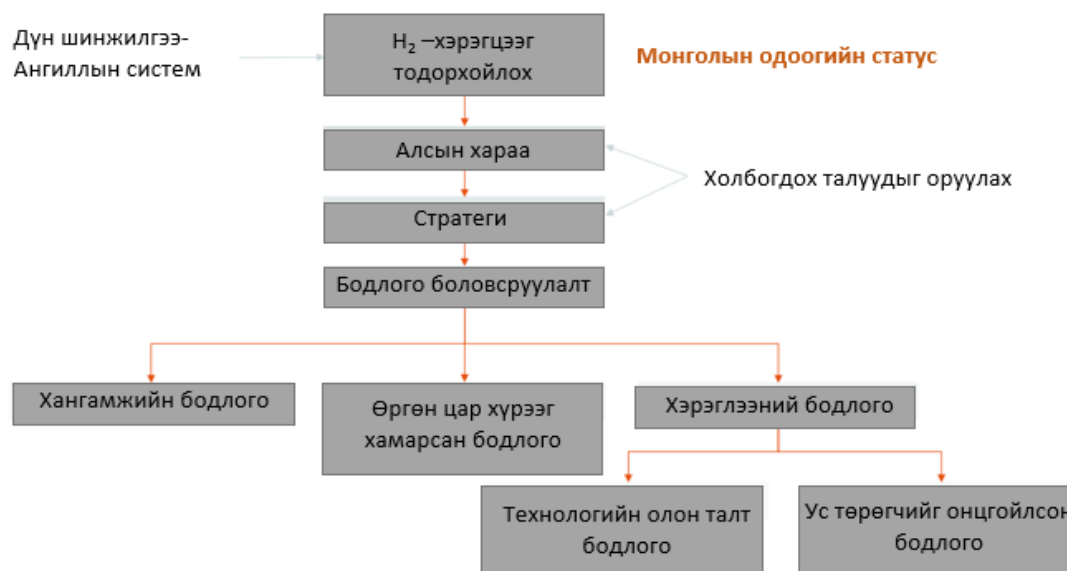 Дүн шинжилгээ-
Ангиллын систем
H₂ –хэрэгцээг
тодорхойлох
Монголын одоогийн статус
Алсын хараа
Холбогдох талуудыг оруулах
Стратеги
Бодлого боловсруулалт
Хангамжийн бодлого
Өргөн цар хүрээг
хамарсан бодлого
Хэрэглээний бодлого
Технологийн олон талт
бодлого
Ус төрөгчийг онцгойлсон
бодлого